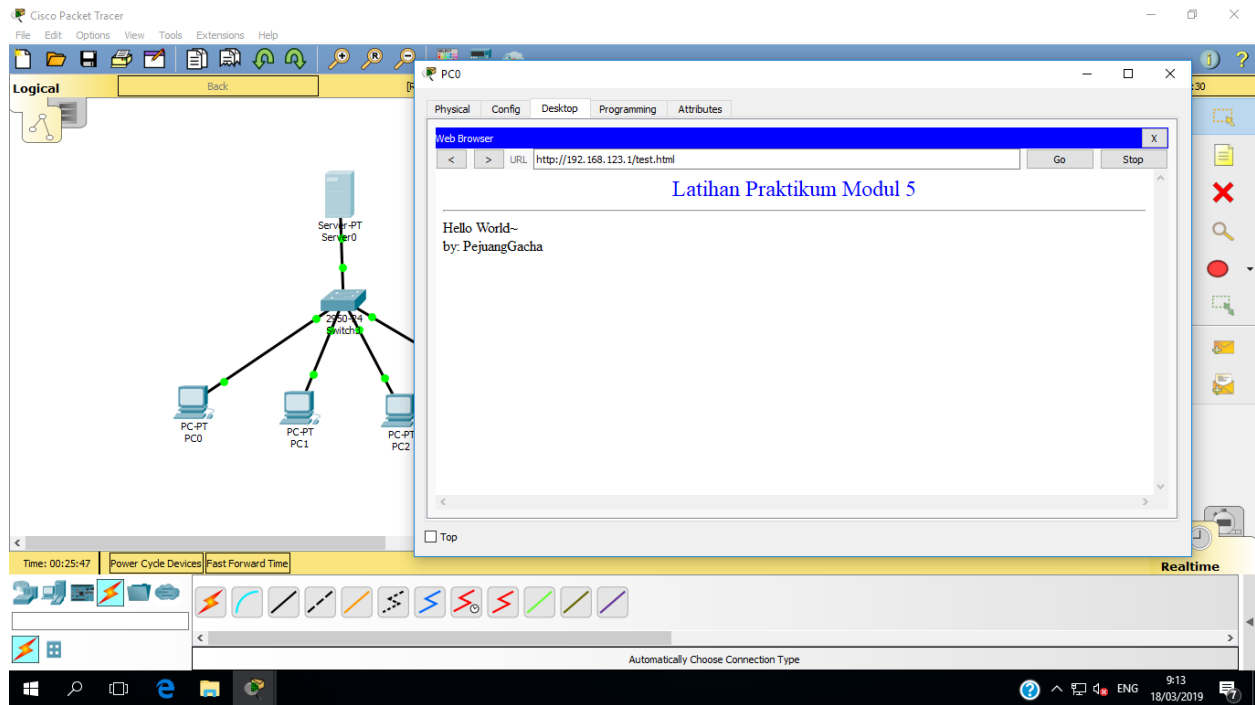 Cisco Packet Tracer
File Edit Options View Tools Extensions Help
Logical
Back
[R
:30
PC0
Physical Config Desktop Programming Attributes
Web Browser
X
< > URL http://192.168.123.1/test.html Go Stop
Latihan Praktikum Modul 5
Hello World~
by: PejuangGacha
Top
Server-PT
Server0
2950-24
Switch
PC-PT
PC0
PC-PT
PC1
PC-PT
PC2
Time: 00:25:47 Power Cycle Devices Fast Forward Time
Realtime
Automatically Choose Connection Type
ENG
9:13
18/03/2019
7